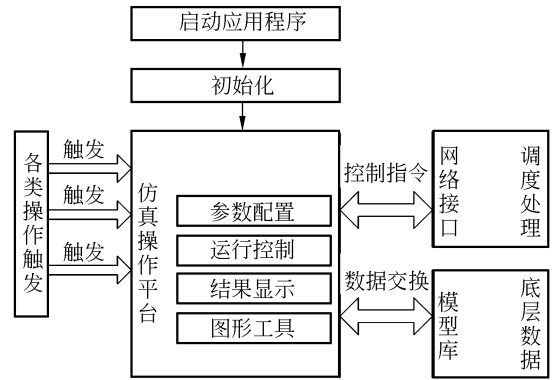 启动应用程序
初始化
各类操作触发
触发
触发
触发
仿真操作平台
参数配置
运行控制
结果显示
图形工具
控制指令
数据交换
网络接口
调度处理
模型库
底层数据